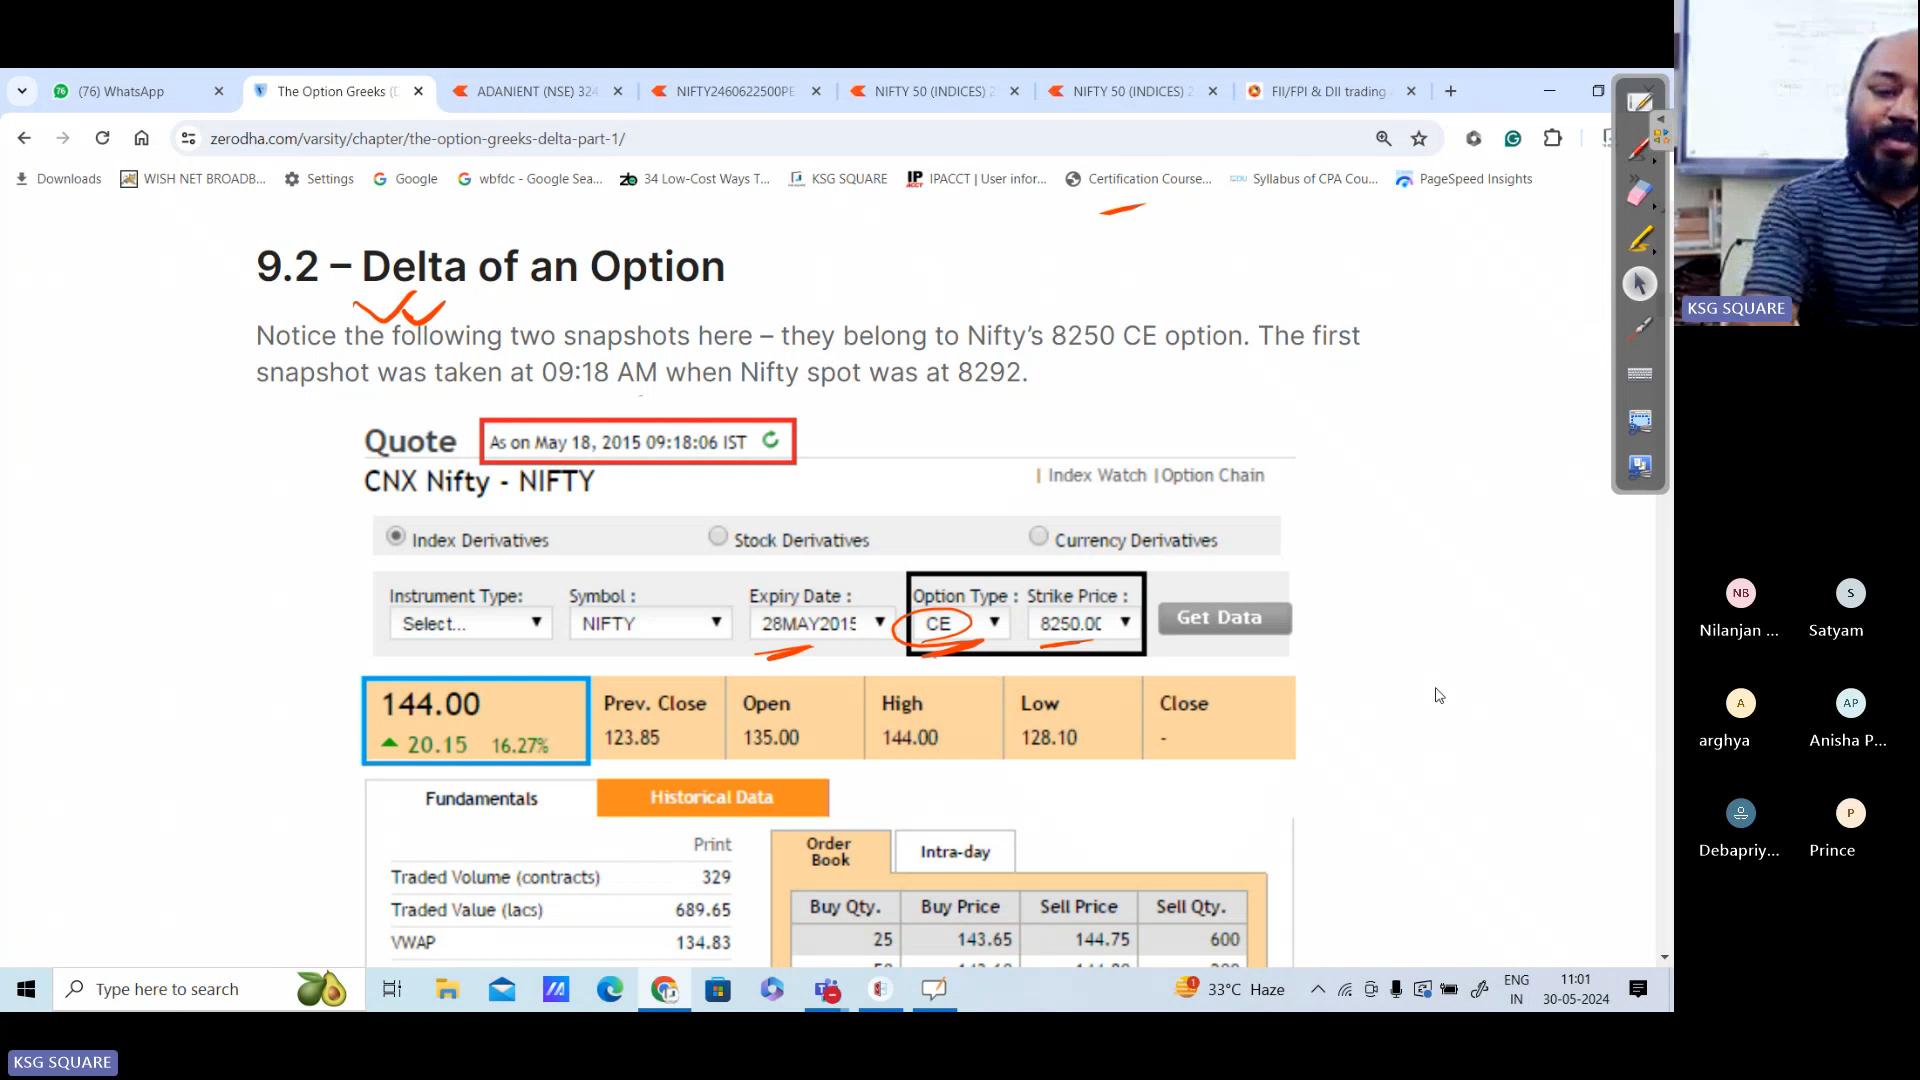 (76) WhatsApp
The Option Greeks (D
ADANIENT (NSE) 324
NIFTY2460622500PE
NIFTY 50 (INDICES) 2
NIFTY 50 (INDICES) 2
FII/FPI & DII trading
zerodha.com/varsity/chapter/the-option-greeks-delta-part-1/
Downloads
WISH NET BROADB...
Settings
Google
wbfdc - Google Sea...
34 Low-Cost Ways T...
KSG SQUARE
IPACCT | User infor...
Certification Course...
Syllabus of CPA Cou...
PageSpeed Insights
9.2 – Delta of an Option
Notice the following two snapshots here – they belong to Nifty's 8250 CE option. The first
snapshot was taken at 09:18 AM when Nifty spot was at 8292.
Quote
As on May 18, 2015 09:18:06 IST
CNX Nifty - NIFTY
| Index Watch | Option Chain
Index Derivatives
Stock Derivatives
Currency Derivatives
Instrument Type:
Symbol :
Expiry Date :
Option Type :
Strike Price :
Select...
NIFTY
28MAY2015
CE
8250.00
Get Data
144.00
20.15 16.27%
Prev. Close
Open
High
Low
Close
123.85
135.00
144.00
128.10
-
Fundamentals
Historical Data
Print
Traded Volume (contracts) 329
Traded Value (lacs) 689.65
VWAP 134.83
Order
Book
Intra-day
Buy Qty.
Buy Price
Sell Price
Sell Qty.
25
143.65
144.75
600
Type here to search
33°C Haze
ENG
IN
11:01
30-05-2024
KSG SQUARE
Nilanjan ...
Satyam
arghya
Anisha P...
Debapriy...
Prince
NB
S
A
AP
P
KSG SQUARE